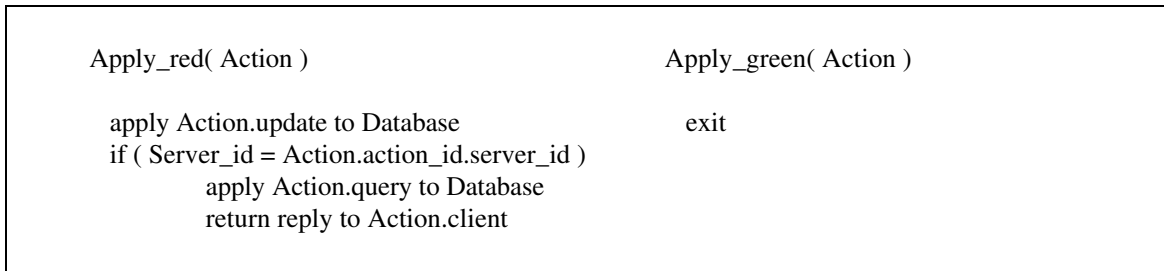 Apply_red( Action ) Apply_green( Action )
apply Action.update to Database exit
if ( Server_id = Action.action_id.server_id )
apply Action.query to Database
return reply to Action.client